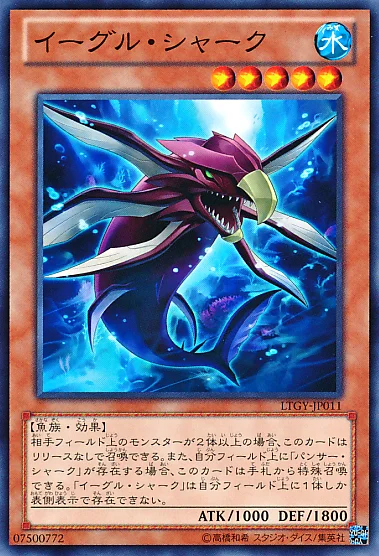 イーグル・シャーク
水
LTGY-JP011
【魚族・効果】
相手フィールド上のモンスターが２体以上の場合、このカードは
リリースなしで召喚できる。また、自分フィールド上に「パンサー・
シャーク」が存在する場合、このカードは手札から特殊召喚
できる。「イーグル・シャーク」は自分フィールド上に１体しか
表側表示で存在できない。
ATK/1000 DEF/1800
07500772
©高橋和希 スタジオ・ダイス/集英社